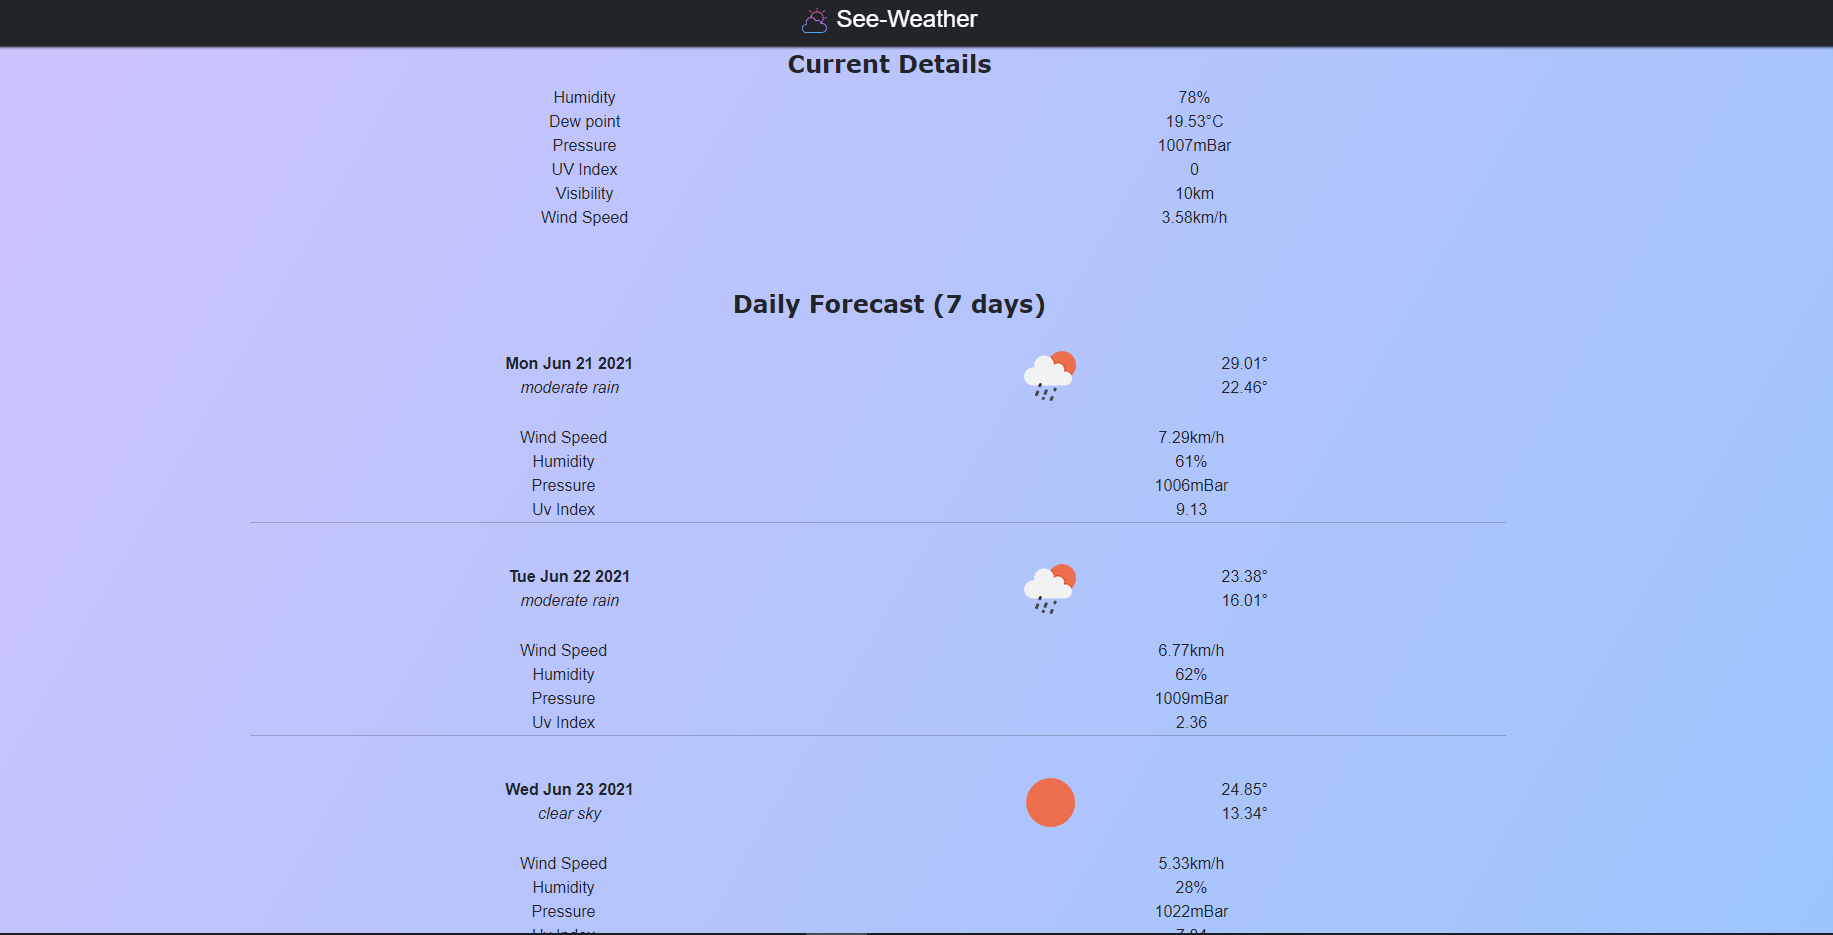 See-Weather
Current Details
Humidity 78%
Dew point 19.53°C
Pressure 1007mBar
UV Index 0
Visibility 10km
Wind Speed 3.58km/h
Daily Forecast (7 days)
Mon Jun 21 2021 29.01°
moderate rain 22.46°
Wind Speed 7.29km/h
Humidity 61%
Pressure 1006mBar
Uv Index 9.13
Tue Jun 22 2021 23.38°
moderate rain 16.01°
Wind Speed 6.77km/h
Humidity 62%
Pressure 1009mBar
Uv Index 2.36
Wed Jun 23 2021 24.85°
clear sky 13.34°
Wind Speed 5.33km/h
Humidity 28%
Pressure 1022mBar
Uv Index